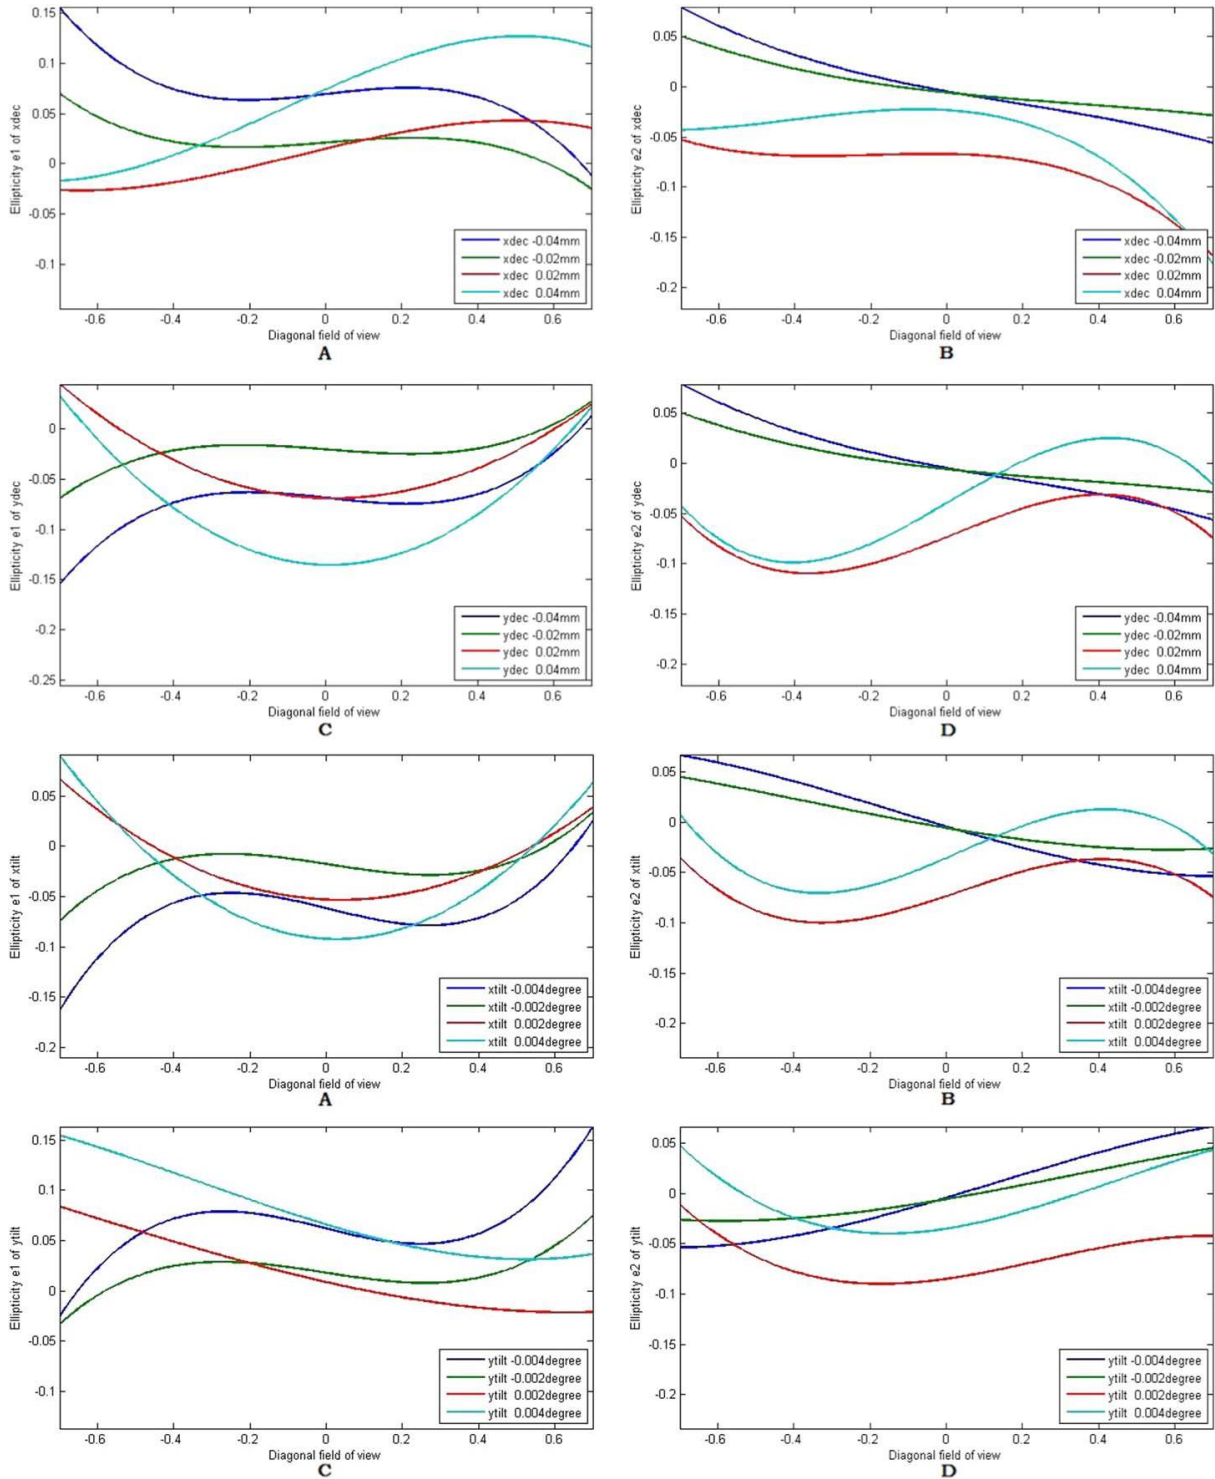 0.15
0.1
0.05
0
-0.05
-0.1
Ellipticity e1 of xdec
xdec -0.04mm
xdec -0.02mm
xdec 0.02mm
xdec 0.04mm
-0.6 -0.4 -0.2 0 0.2 0.4 0.6
Diagonal field of view
A
0.05
0
-0.05
-0.1
-0.15
-0.2
Ellipticity e2 of xdec
xdec -0.04mm
xdec -0.02mm
xdec 0.02mm
xdec 0.04mm
-0.6 -0.4 -0.2 0 0.2 0.4 0.6
Diagonal field of view
B
0
-0.05
-0.1
-0.15
-0.2
-0.25
Ellipticity e1 of ydec
ydec -0.04mm
ydec -0.02mm
ydec 0.02mm
ydec 0.04mm
-0.6 -0.4 -0.2 0 0.2 0.4 0.6
Diagonal field of view
C
0.05
0
-0.05
-0.1
-0.15
-0.2
Ellipticity e2 of ydec
ydec -0.04mm
ydec -0.02mm
ydec 0.02mm
ydec 0.04mm
-0.6 -0.4 -0.2 0 0.2 0.4 0.6
Diagonal field of view
D
0.05
0
-0.05
-0.1
-0.15
-0.2
Ellipticity e1 of xtilt
xtilt -0.004degree
xtilt -0.002degree
xtilt 0.002degree
xtilt 0.004degree
-0.6 -0.4 -0.2 0 0.2 0.4 0.6
Diagonal field of view
A
0.05
0
-0.05
-0.1
-0.15
-0.2
Ellipticity e2 of xtilt
xtilt -0.004degree
xtilt -0.002degree
xtilt 0.002degree
xtilt 0.004degree
-0.6 -0.4 -0.2 0 0.2 0.4 0.6
Diagonal field of view
B
0.15
0.1
0.05
0
-0.05
-0.1
Ellipticity e1 of ytilt
ytilt -0.004degree
ytilt -0.002degree
ytilt 0.002degree
ytilt 0.004degree
-0.6 -0.4 -0.2 0 0.2 0.4 0.6
Diagonal field of view
C
0.05
0
-0.05
-0.1
-0.15
-0.2
Ellipticity e2 of ytilt
ytilt -0.004degree
ytilt -0.002degree
ytilt 0.002degree
ytilt 0.004degree
-0.6 -0.4 -0.2 0 0.2 0.4 0.6
Diagonal field of view
D